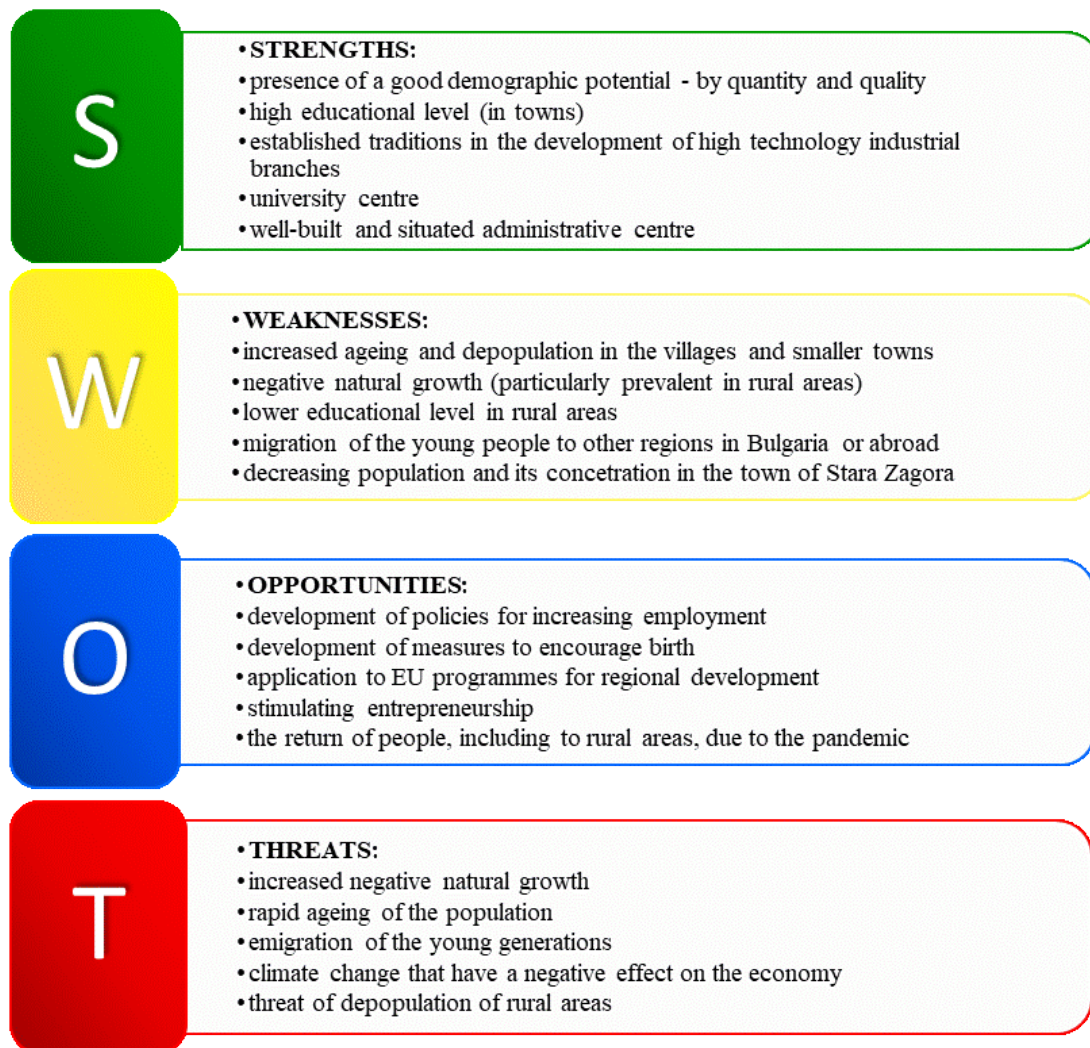 S
• STRENGTHS:
• presence of a good demographic potential - by quantity and quality
• high educational level (in towns)
• established traditions in the development of high technology industrial
branches
• university centre
• well-built and situated administrative centre
W
• WEAKNESSES:
• increased ageing and depopulation in the villages and smaller towns
• negative natural growth (particularly prevalent in rural areas)
• lower educational level in rural areas
• migration of the young people to other regions in Bulgaria or abroad
• decreasing population and its concetration in the town of Stara Zagora
O
• OPPORTUNITIES:
• development of policies for increasing employment
• development of measures to encourage birth
• application to EU programmes for regional development
• stimulating entrepreneurship
• the return of people, including to rural areas, due to the pandemic
T
• THREATS:
• increased negative natural growth
• rapid ageing of the population
• emigration of the young generations
• climate change that have a negative effect on the economy
• threat of depopulation of rural areas